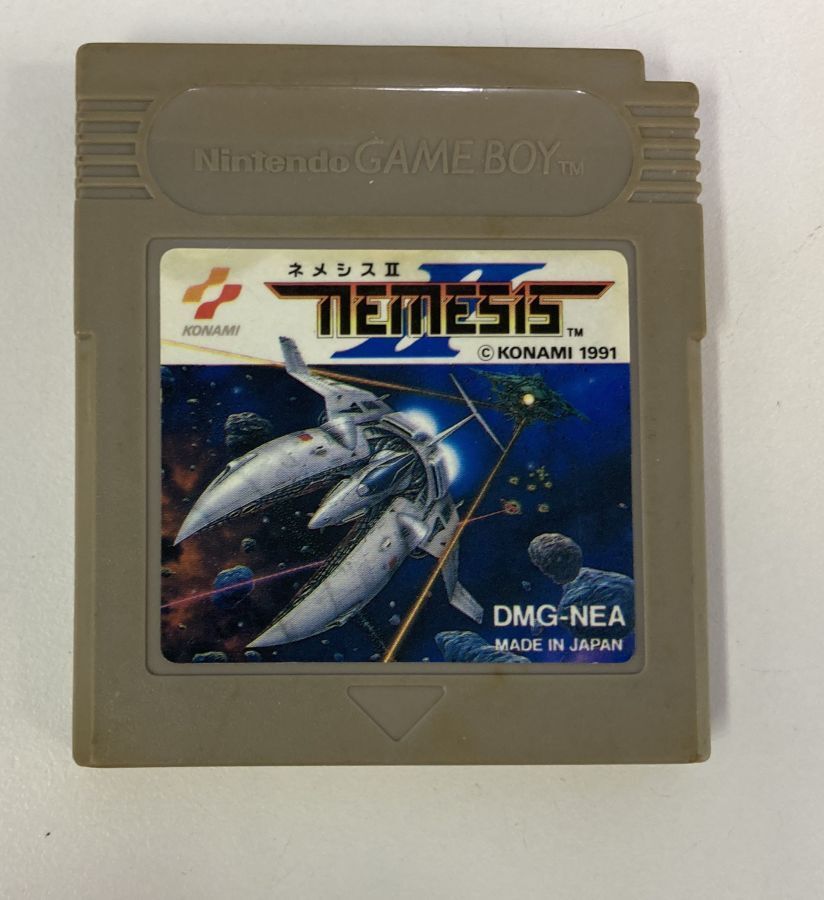 Nintendo GAME BOY TM
ネメシスII
II
NEMESIS TM
KONAMI
© KONAMI 1991
DMG-NEA
MADE IN JAPAN